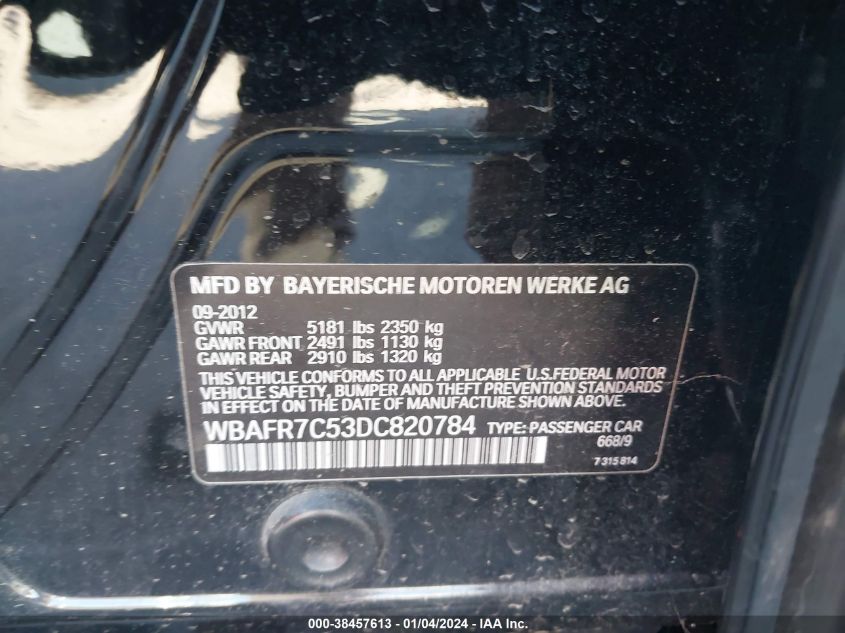 MFD BY BAYERISCHE MOTOREN WERKE AG
09-2012
GVWR 5181 lbs 2350 kg
GAWR FRONT 2491 lbs 1130 kg
GAWR REAR 2910 lbs 1320 kg
THIS VEHICLE CONFORMS TO ALL APPLICABLE U.S.FEDERAL MOTOR
VEHICLE SAFETY, BUMPER AND THEFT PREVENTION STANDARDS
IN EFFECT ON THE DATE OF MANUFACTURE SHOWN ABOVE.
WBAFR7C53DC820784 TYPE: PASSENGER CAR
668/9
7 315 814
000-38457613 - 01/04/2024 - IAA Inc.